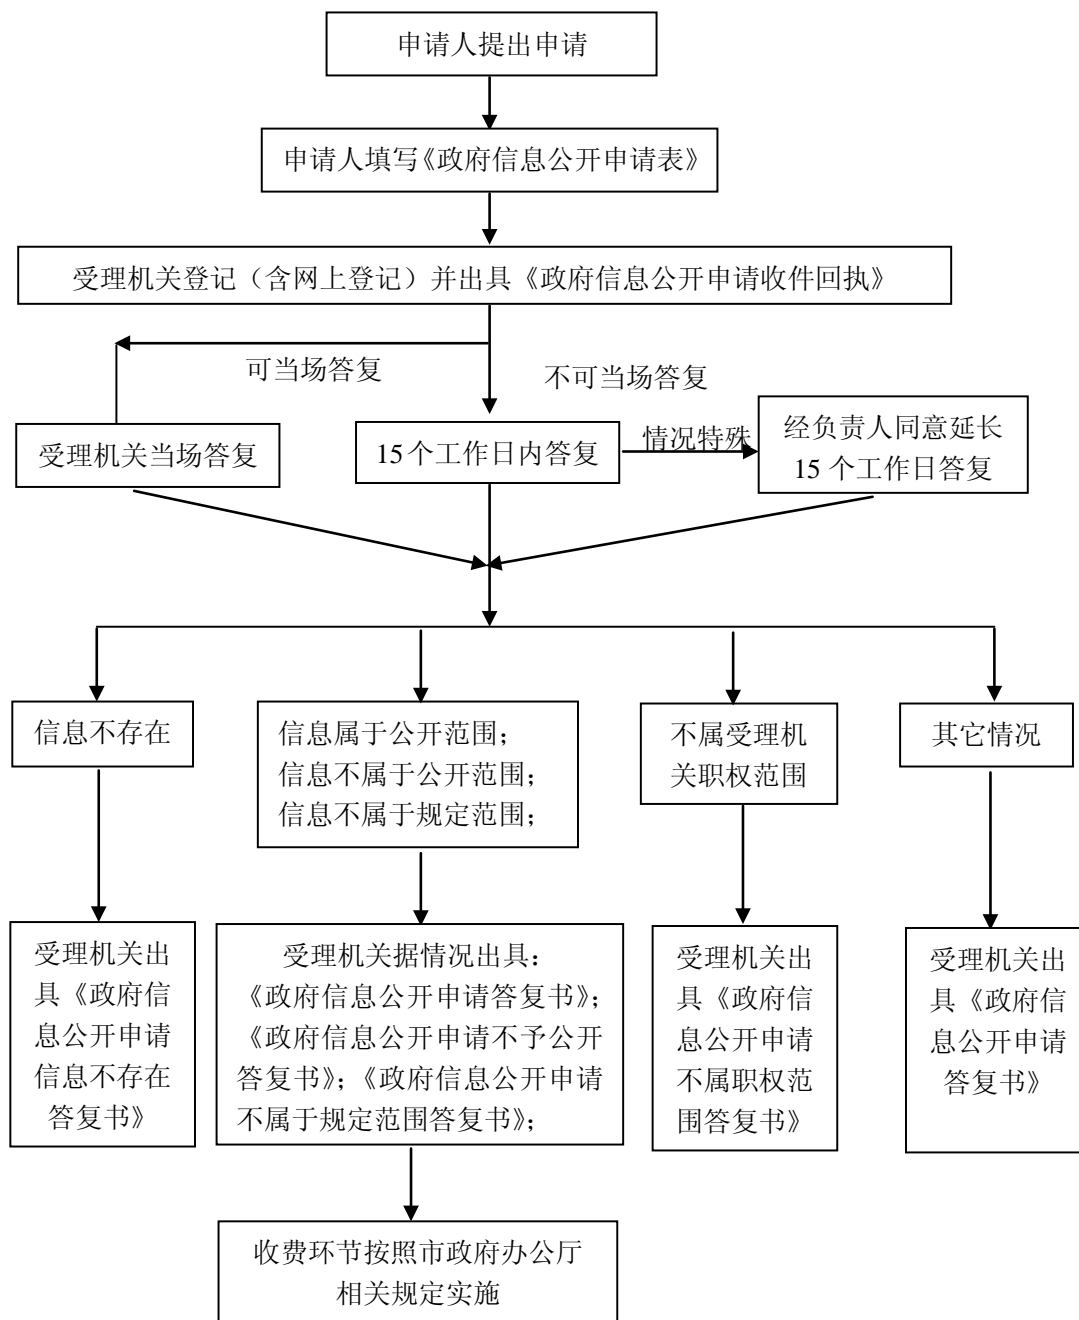 申请人提出申请
申请人填写《政府信息公开申请表》
受理机关登记（含网上登记）并出具《政府信息公开申请收件回执》
可当场答复
不可当场答复
受理机关当场答复
15个工作日内答复
情况特殊
经负责人同意延长
15 个工作日答复
信息不存在
信息属于公开范围；
信息不属于公开范围；
信息不属于规定范围；
不属受理机
关职权范围
其它情况
受理机关出
具《政府信
息公开申请
信息不存在
答复书》
受理机关据情况出具：
《政府信息公开申请答复书》；
《政府信息公开申请不予公开
答复书》；《政府信息公开申请
不属于规定范围答复书》；
受理机关出
具《政府信
息公开申请
不属职权范
围答复书》
受理机关出
具《政府信
息公开申请
答复书》
收费环节按照市政府办公厅
相关规定实施